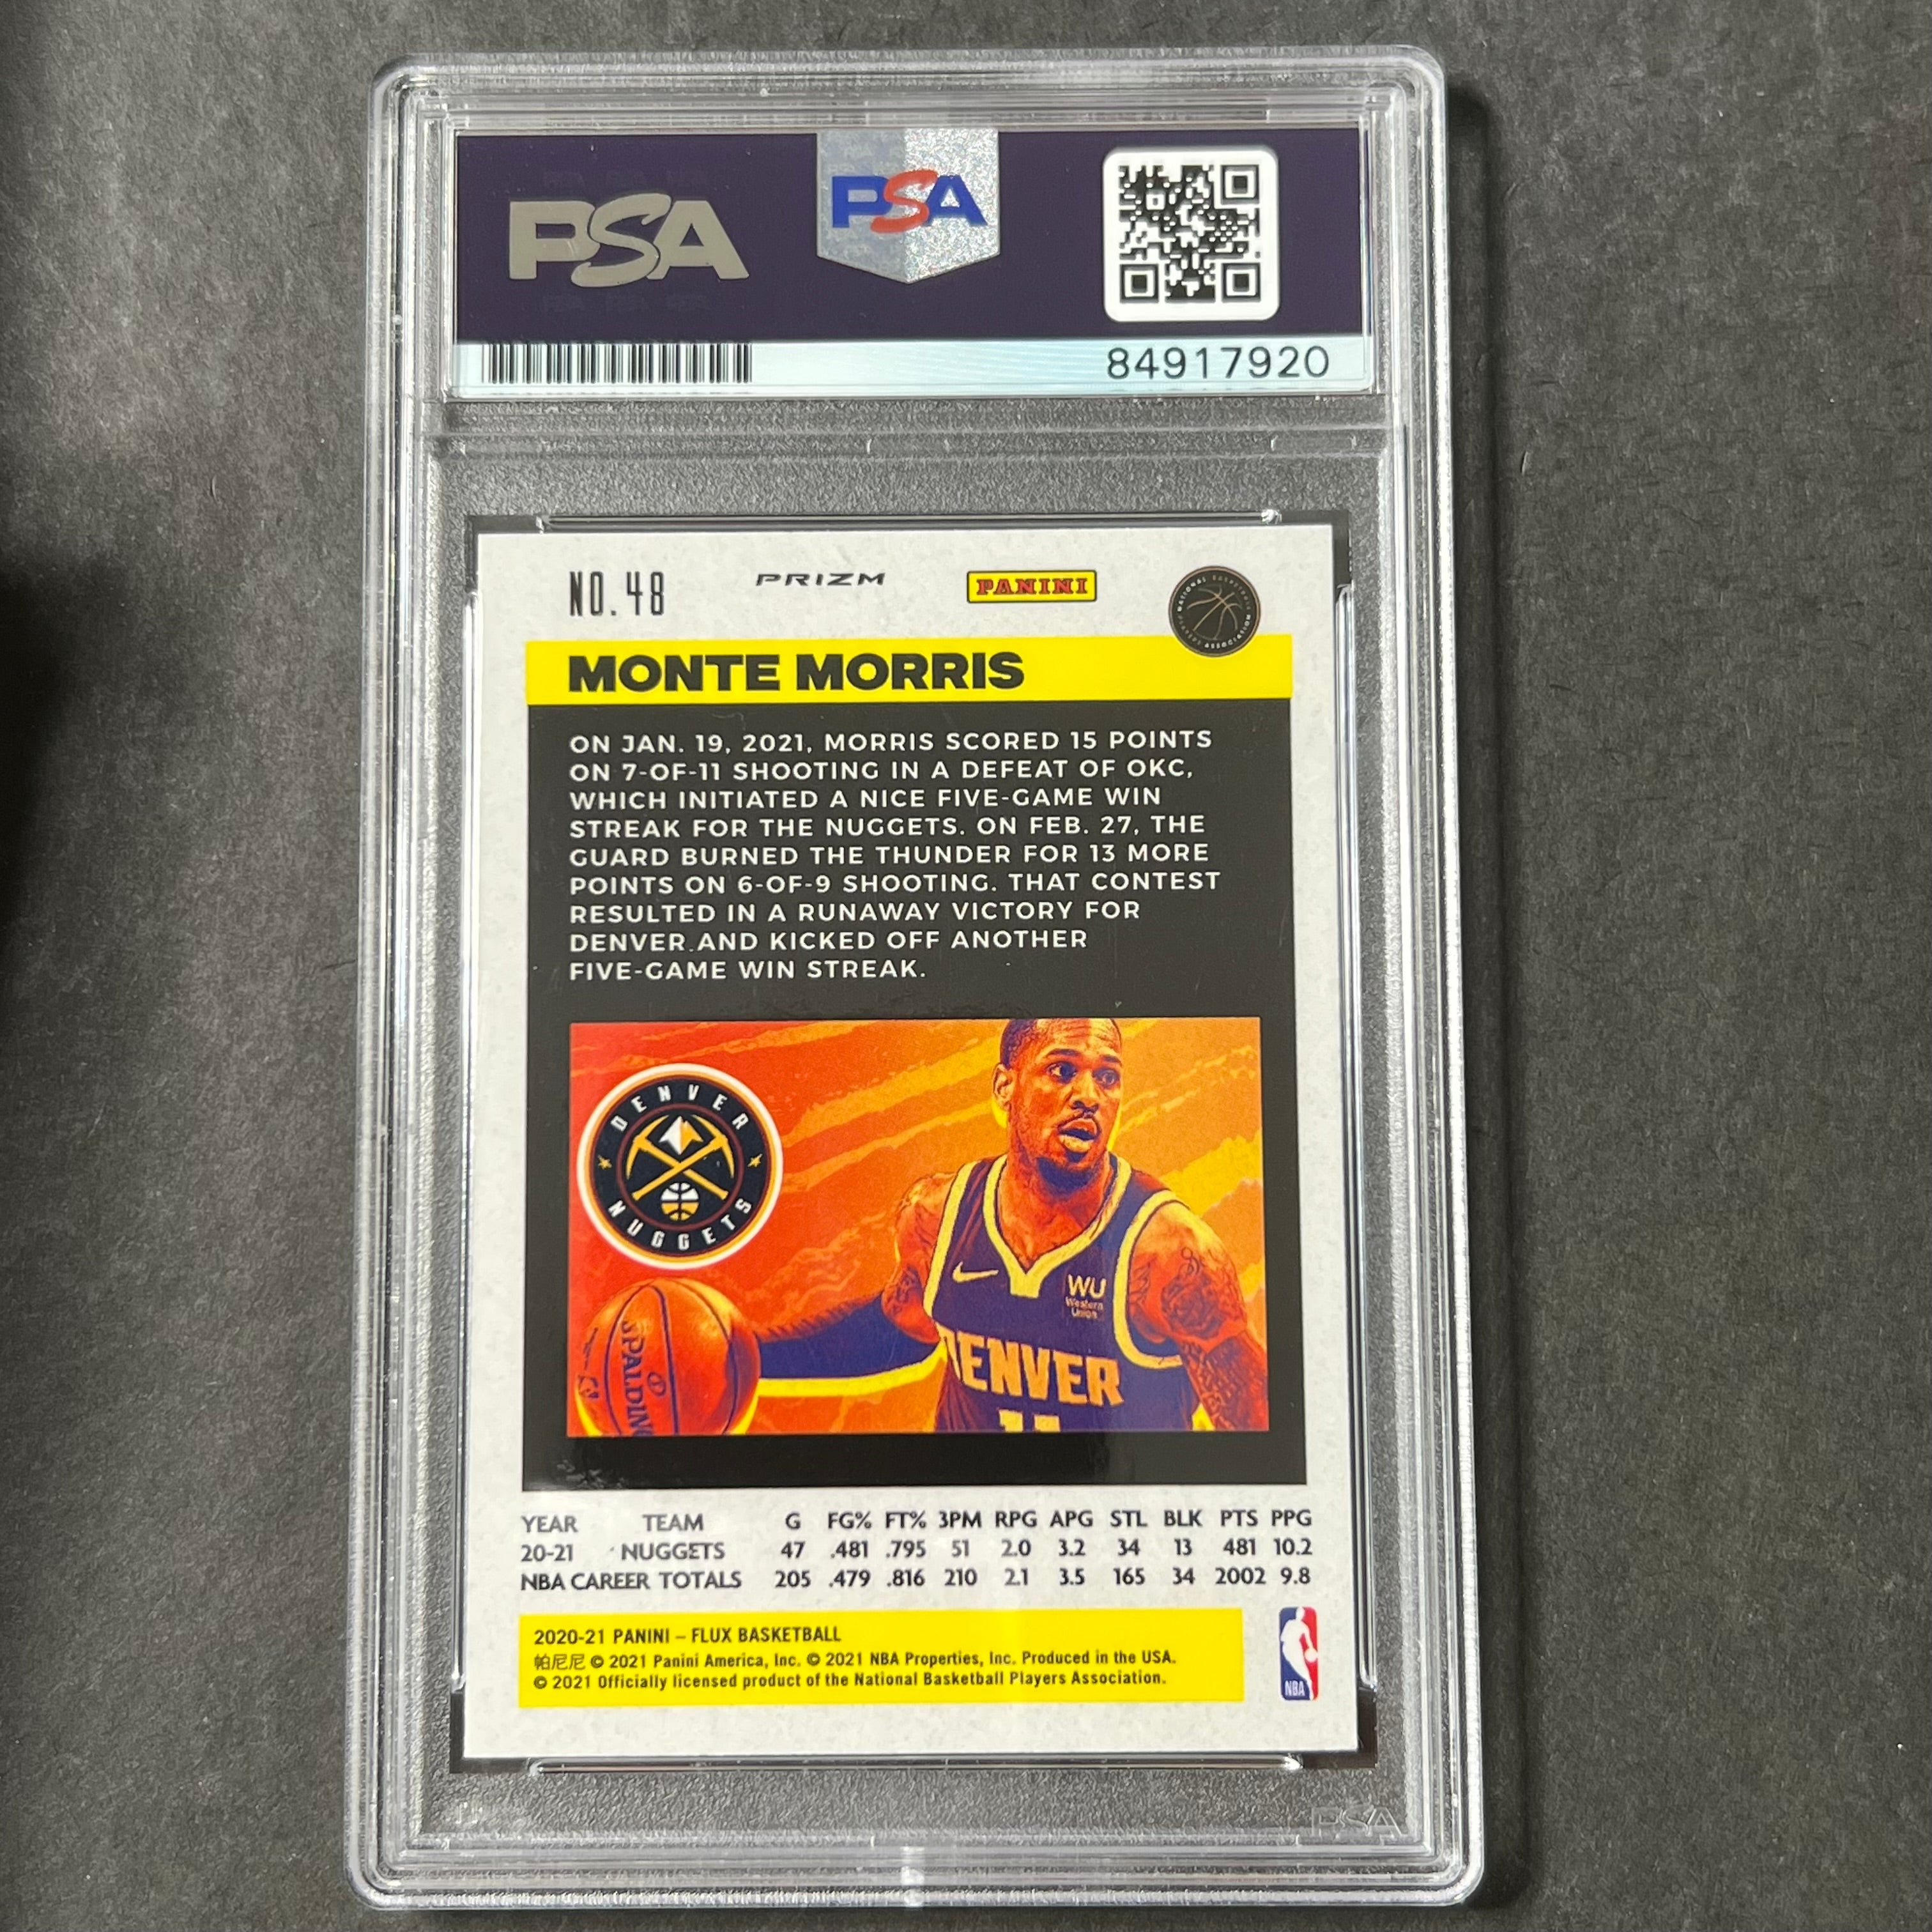 PSA
PSA
84917920
NO.48
PRIZM
PANINI
NATIONAL BASKETBALL PLAYERS ASSOCIATION
MONTE MORRIS
ON JAN. 19, 2021, MORRIS SCORED 15 POINTS
ON 7-OF-11 SHOOTING IN A DEFEAT OF OKC,
WHICH INITIATED A NICE FIVE-GAME WIN
STREAK FOR THE NUGGETS. ON FEB. 27, THE
GUARD BURNED THE THUNDER FOR 13 MORE
POINTS ON 6-OF-9 SHOOTING. THAT CONTEST
RESULTED IN A RUNAWAY VICTORY FOR
DENVER AND KICKED OFF ANOTHER
FIVE-GAME WIN STREAK.
DENVER
NUGGETS
WU
Western
Union
SPALDING
DENVER
11
YEAR TEAM G FG% FT% 3PM RPG APG STL BLK PTS PPG
20-21 NUGGETS 47 .481 .795 51 2.0 3.2 34 13 481 10.2
NBA CAREER TOTALS 205 .479 .816 210 2.1 3.5 165 34 2002 9.8
2020-21 PANINI – FLUX BASKETBALL
帕尼尼 © 2021 Panini America, Inc. © 2021 NBA Properties, Inc. Produced in the USA.
© 2021 Officially licensed product of the National Basketball Players Association.
NBA
PSA